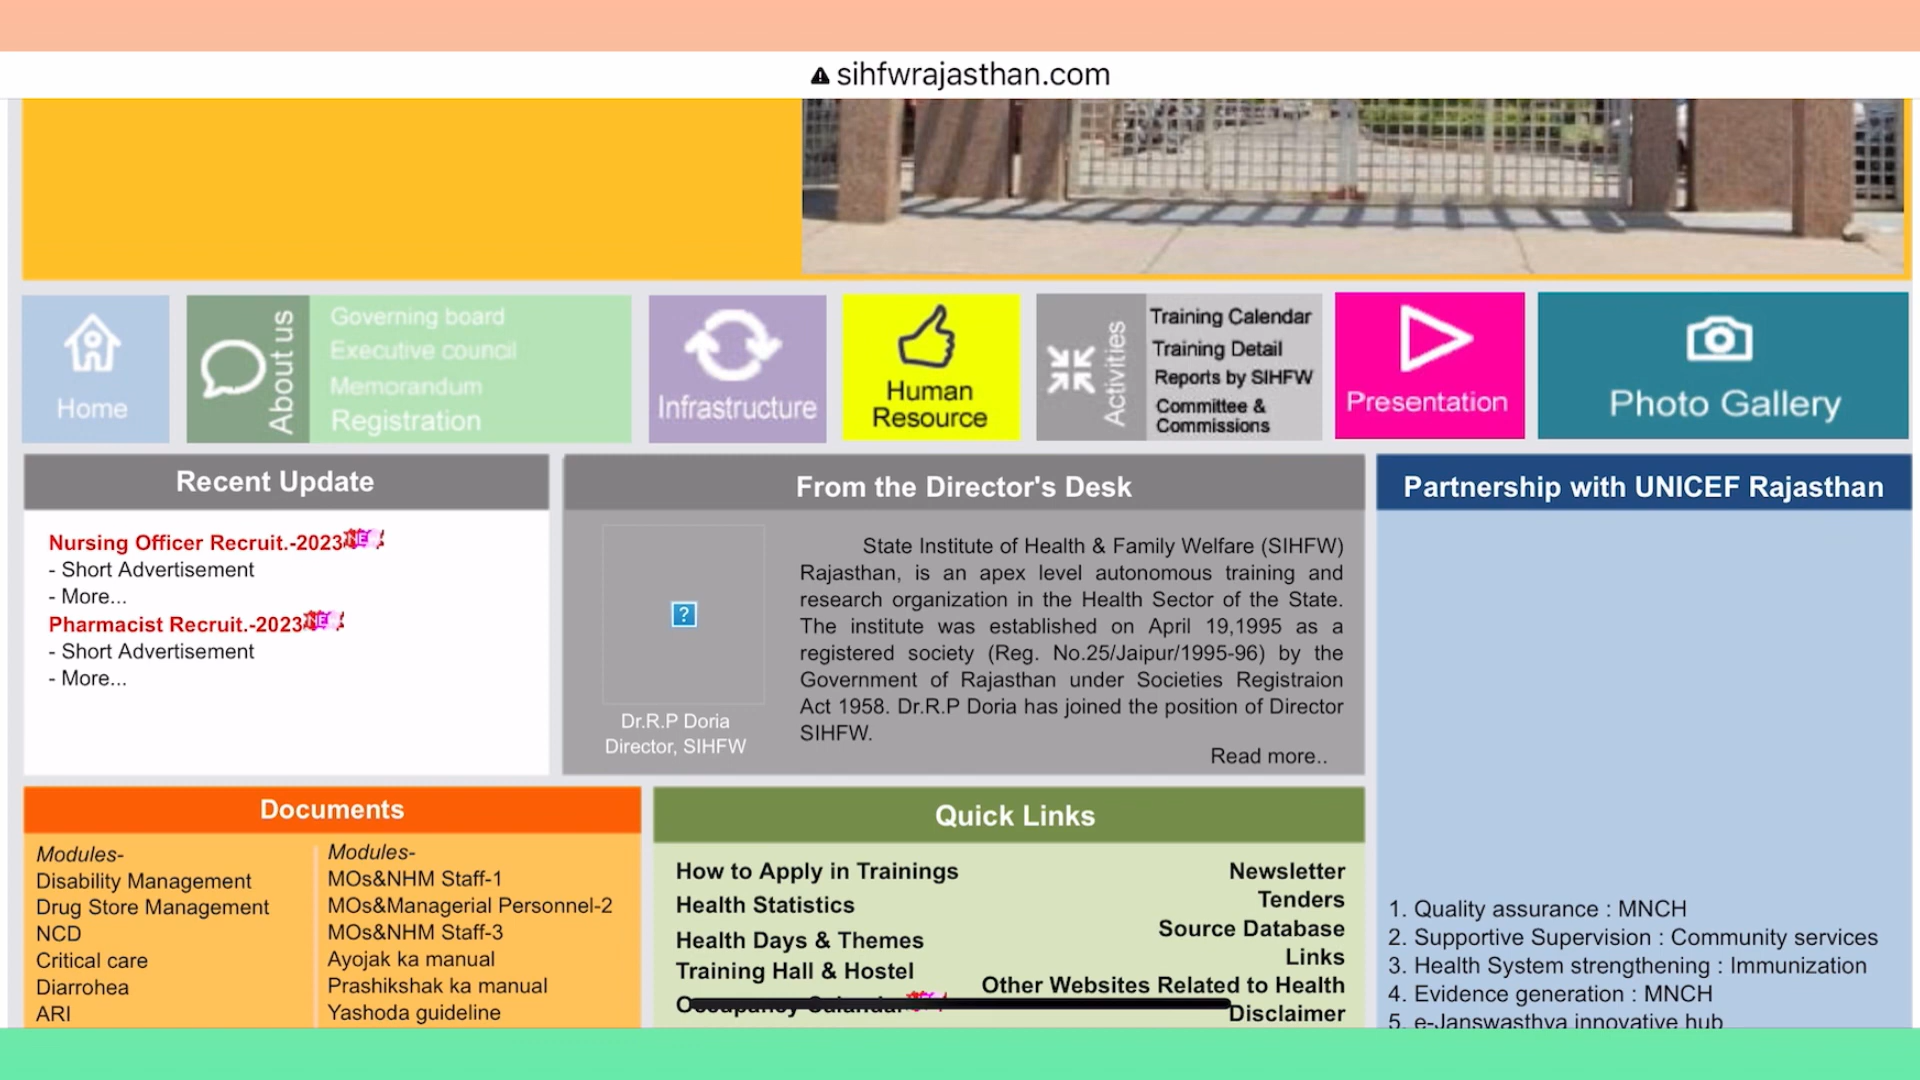 sihfwrajasthan.com
Home
About us
Governing board
Executive council
Memorandum
Registration
Infrastructure
Human
Resource
Activities
Training Calendar
Training Detail
Reports by SIHFW
Committee &
Commissions
Presentation
Photo Gallery
Recent Update
Nursing Officer Recruit.-2023
- Short Advertisement
- More...
Pharmacist Recruit.-2023
- Short Advertisement
- More...
From the Director's Desk
Dr.R.P Doria
Director, SIHFW
State Institute of Health & Family Welfare (SIHFW)
Rajasthan, is an apex level autonomous training and
research organization in the Health Sector of the State.
The institute was established on April 19,1995 as a
registered society (Reg. No.25/Jaipur/1995-96) by the
Government of Rajasthan under Societies Registraion
Act 1958. Dr.R.P Doria has joined the position of Director
SIHFW.
Read more..
Partnership with UNICEF Rajasthan
1. Quality assurance : MNCH
2. Supportive Supervision : Community services
3. Health System strengthening : Immunization
4. Evidence generation : MNCH
5. e-Janswasthya innovative hub
Documents
Modules-
Disability Management
Drug Store Management
NCD
Critical care
Diarrohea
ARI
Modules-
MOs&NHM Staff-1
MOs&Managerial Personnel-2
MOs&NHM Staff-3
Ayojak ka manual
Prashikshak ka manual
Yashoda guideline
Quick Links
How to Apply in Trainings
Health Statistics
Health Days & Themes
Training Hall & Hostel
Newsletter
Tenders
Source Database
Links
Other Websites Related to Health
Disclaimer